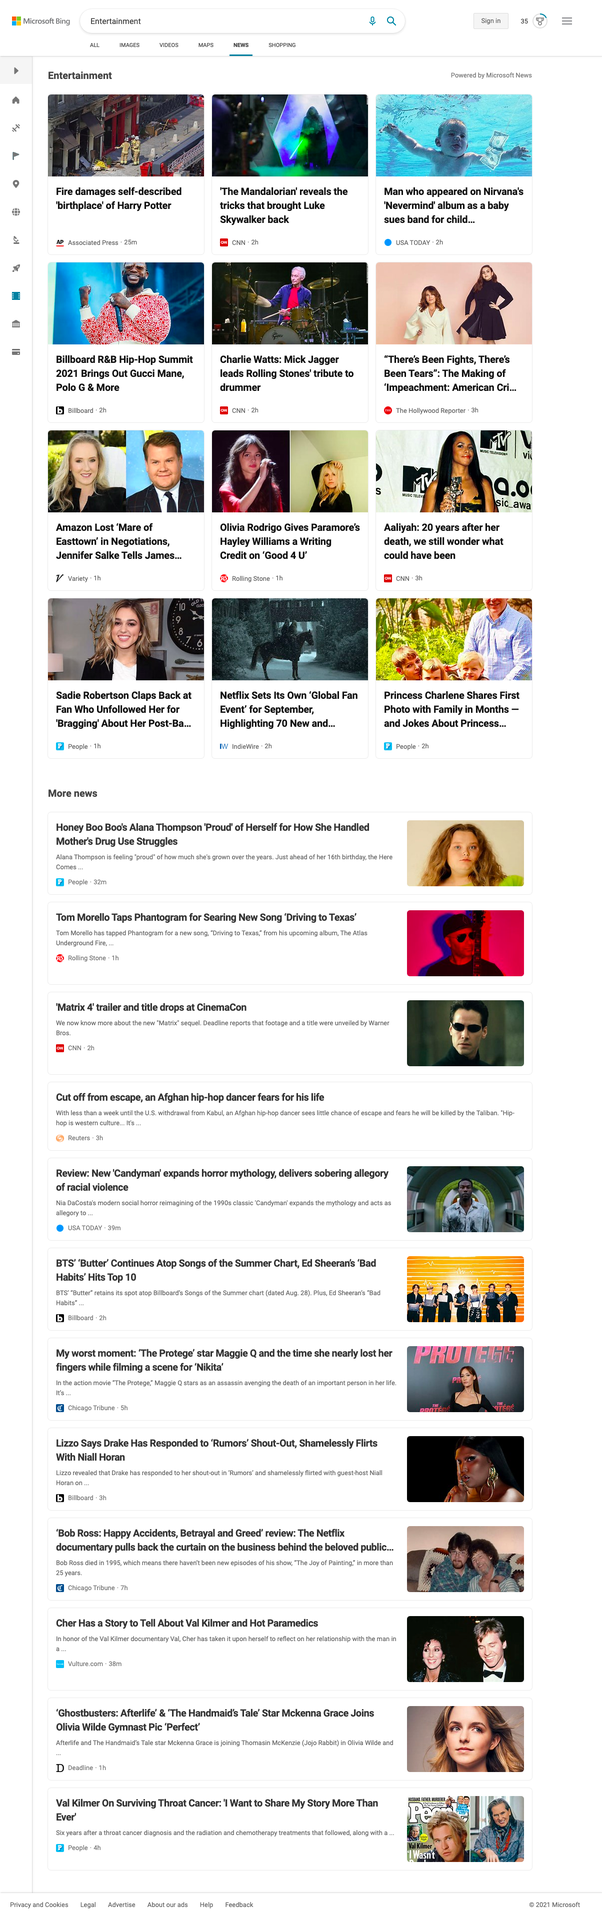 Microsoft Bing
Entertainment
Sign in
35
ALL
IMAGES
VIDEOS
MAPS
NEWS
SHOPPING
Entertainment
Powered by Microsoft News
Fire damages self-described
'birthplace' of Harry Potter
AP Associated Press · 25m
'The Mandalorian' reveals the
tricks that brought Luke
Skywalker back
CNN · 2h
Man who appeared on Nirvana's
'Nevermind' album as a baby
sues band for child…
USA TODAY · 2h
Billboard R&B Hip-Hop Summit
2021 Brings Out Gucci Mane,
Polo G & More
Billboard · 2h
Charlie Watts: Mick Jagger
leads Rolling Stones' tribute to
drummer
CNN · 2h
“There’s Been Fights, There’s
Been Tears”: The Making of
‘Impeachment: American Cri…
The Hollywood Reporter · 3h
Amazon Lost ‘Mare of
Easttown’ in Negotiations,
Jennifer Salke Tells James…
Variety · 1h
Olivia Rodrigo Gives Paramore’s
Hayley Williams a Writing
Credit on ‘Good 4 U’
Rolling Stone · 1h
MTV
MUSIC TELEVISION
Aaliyah: 20 years after her
death, we still wonder what
could have been
CNN · 3h
Sadie Robertson Claps Back at
Fan Who Unfollowed Her for
'Bragging' About Her Post-Ba…
People · 1h
Netflix Sets Its Own ‘Global Fan
Event’ for September,
Highlighting 70 New and…
IW IndieWire · 2h
Princess Charlene Shares First
Photo with Family in Months —
and Jokes About Princess…
People · 2h
More news
Honey Boo Boo's Alana Thompson 'Proud' of Herself for How She Handled
Mother's Drug Use Struggles
Alana Thompson is feeling "proud" of how much she's grown over the years. Just ahead of her 16th birthday, the Here
Comes ...
People · 32m
Tom Morello Taps Phantogram for Searing New Song ‘Driving to Texas’
Tom Morello has tapped Phantogram for a new song, “Driving to Texas,” from his upcoming album, The Atlas
Underground Fire, ...
Rolling Stone · 1h
'Matrix 4' trailer and title drops at CinemaCon
We now know more about the new "Matrix" sequel. Deadline reports that footage and a title were unveiled by Warner
Bros.
CNN · 2h
Cut off from escape, an Afghan hip-hop dancer fears for his life
With less than a week until the U.S. withdrawal from Kabul, an Afghan hip-hop dancer sees little chance of escape and fears he will be killed by the Taliban. "Hip-
hop is western culture... It's ...
Reuters · 3h
Review: New 'Candyman' expands horror mythology, delivers sobering allegory
of racial violence
Nia DaCosta's modern social horror reimagining of the 1990s classic 'Candyman' expands the mythology and acts as
allegory to ...
USA TODAY · 39m
BTS’ ‘Butter’ Continues Atop Songs of the Summer Chart, Ed Sheeran’s ‘Bad
Habits’ Hits Top 10
BTS’ “Butter” retains its spot atop Billboard’s Songs of the Summer chart (dated Aug. 28). Plus, Ed Sheeran’s “Bad
Habits” ...
Billboard · 2h
My worst moment: ‘The Protege’ star Maggie Q and the time she nearly lost her
fingers while filming a scene for ‘Nikita’
In the action movie “The Protege,” Maggie Q stars as an assassin avenging the death of an important person in her life.
It’s ...
Chicago Tribune · 5h
PROTÉGÉ
Lizzo Says Drake Has Responded to ‘Rumors’ Shout-Out, Shamelessly Flirts
With Niall Horan
Lizzo revealed that Drake has responded to her shout-out in ‘Rumors’ and shamelessly flirted with guest-host Niall
Horan on ...
Billboard · 3h
‘Bob Ross: Happy Accidents, Betrayal and Greed’ review: The Netflix
documentary pulls back the curtain on the business behind the beloved public…
Bob Ross died in 1995, which means there haven’t been new episodes of his show, “The Joy of Painting,” in more than
25 years.
Chicago Tribune · 7h
Cher Has a Story to Tell About Val Kilmer and Hot Paramedics
In honor of the Val Kilmer documentary Val, Cher has taken it upon herself to reflect on her relationship with the man in
a ...
Vulture.com · 38m
‘Ghostbusters: Afterlife’ & ‘The Handmaid’s Tale’ Star Mckenna Grace Joins
Olivia Wilde Gymnast Pic ‘Perfect’
Afterlife and The Handmaid’s Tale star Mckenna Grace is joining Thomasin McKenzie (Jojo Rabbit) in Olivia Wilde and
...
Deadline · 1h
Val Kilmer On Surviving Throat Cancer: 'I Want to Share My Story More Than
Ever'
Six years after a throat cancer diagnosis and the radiation and chemotherapy treatments that followed, along with a ...
People · 4h
Val Kilmer
'I Wasn't
Privacy and Cookies
Legal
Advertise
About our ads
Help
Feedback
© 2021 Microsoft